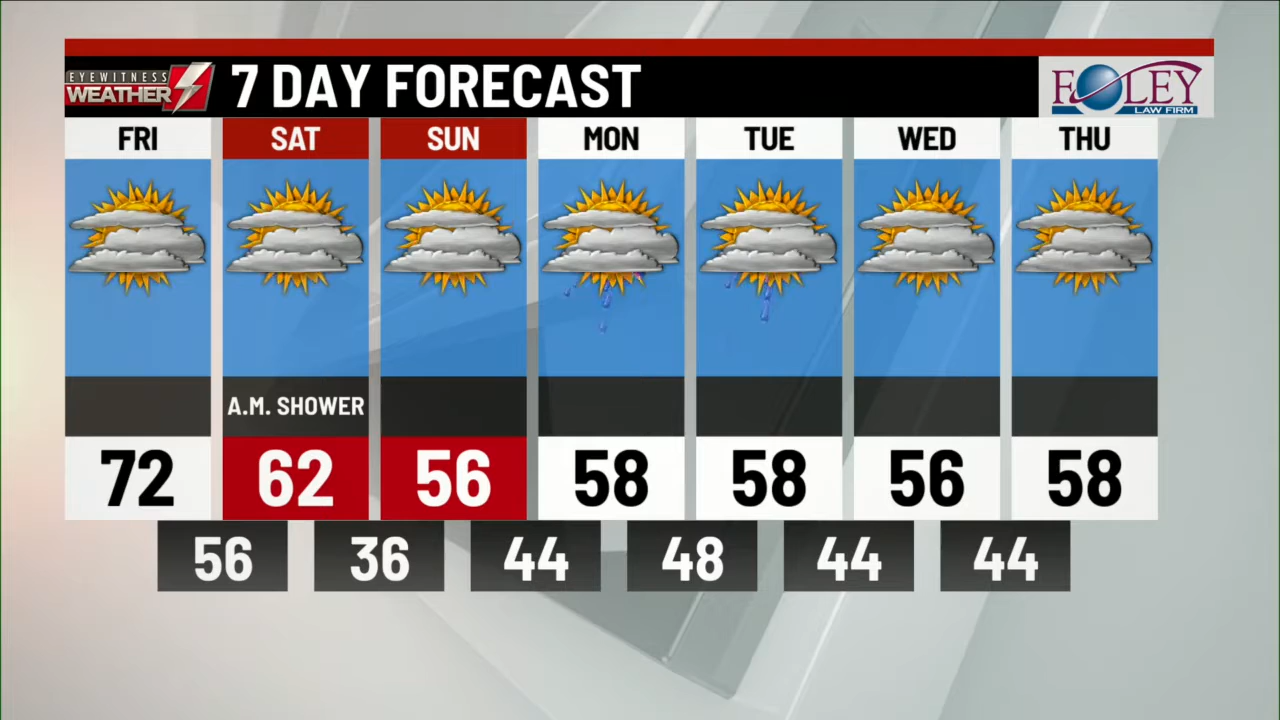 EYEWITNESS
WEATHER
7 DAY FORECAST
FOLEY
LAW FIRM
FRI SAT SUN MON TUE WED THU
A.M. SHOWER
72 62 56 58 58 56 58
56 36 44 48 44 44